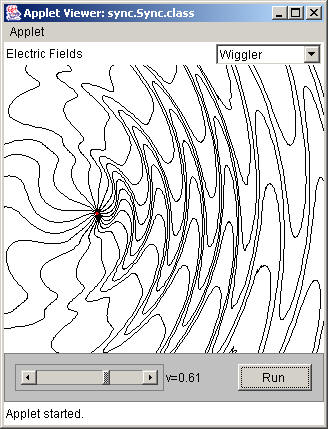 Applet Viewer: sync.Sync.class
Applet
Electric Fields
Wiggler
v=0.61
Run
Applet started.